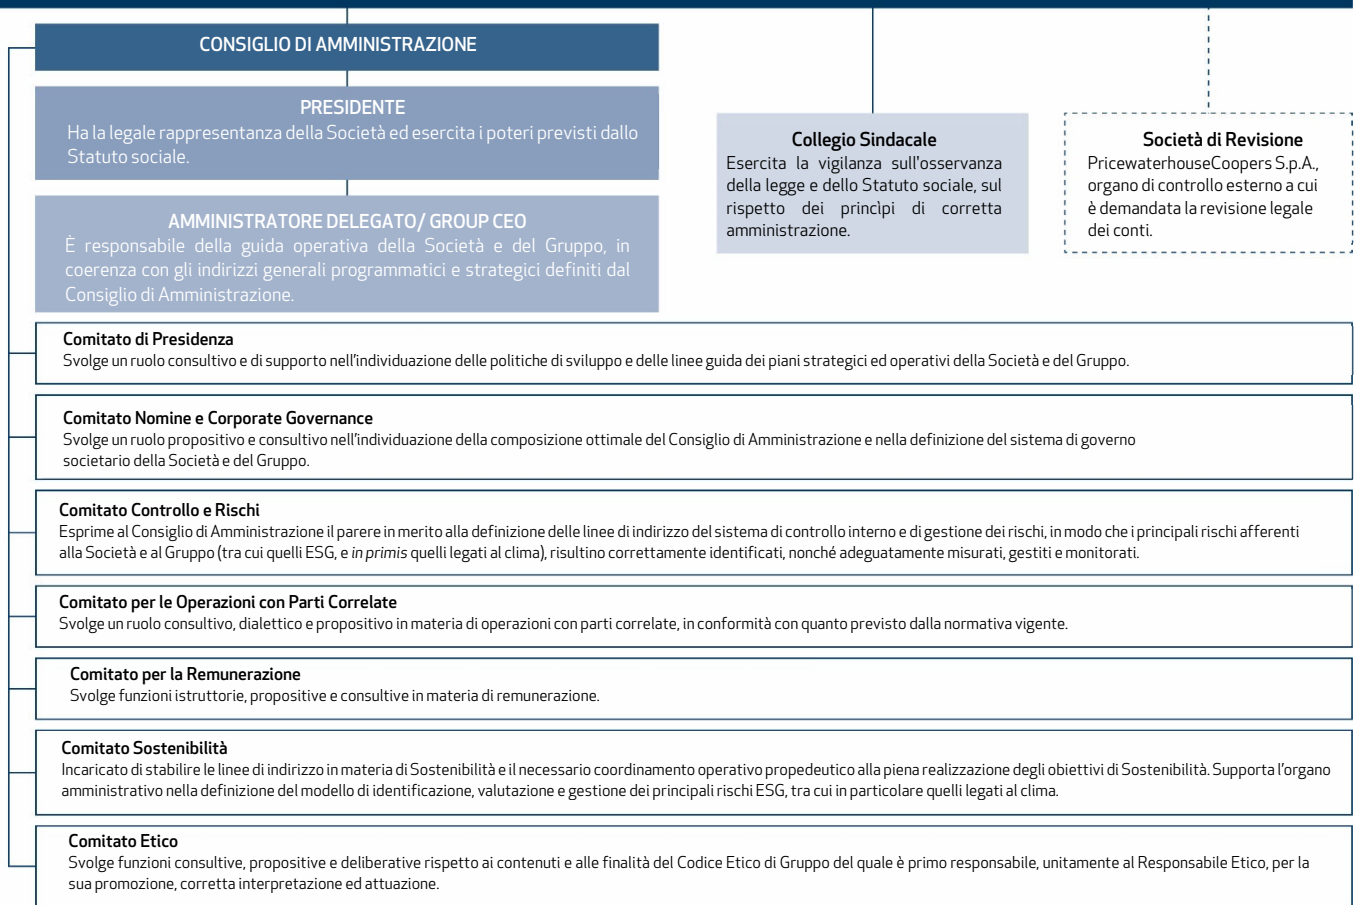 CONSIGLIO DI AMMINISTRAZIONE
PRESIDENTE
Ha la legale rappresentanza della Società ed esercita i poteri previsti dallo
Statuto sociale.
AMMINISTRATORE DELEGATO/ GROUP CEO
È responsabile della guida operativa della Società e del Gruppo, in
coerenza con gli indirizzi generali programmatici e strategici definiti dal
Consiglio di Amministrazione.
Collegio Sindacale
Esercita la vigilanza sull'osservanza
della legge e dello Statuto sociale, sul
rispetto dei princìpi di corretta
amministrazione.
Società di Revisione
PricewaterhouseCoopers S.p.A.,
organo di controllo esterno a cui
è demandata la revisione legale
dei conti.
Comitato di Presidenza
Svolge un ruolo consultivo e di supporto nell'individuazione delle politiche di sviluppo e delle linee guida dei piani strategici ed operativi della Società e del Gruppo.
Comitato Nomine e Corporate Governance
Svolge un ruolo propositivo e consultivo nell'individuazione della composizione ottimale del Consiglio di Amministrazione e nella definizione del sistema di governo
societario della Società e del Gruppo.
Comitato Controllo e Rischi
Esprime al Consiglio di Amministrazione il parere in merito alla definizione delle linee di indirizzo del sistema di controllo interno e di gestione dei rischi, in modo che i principali rischi afferenti
alla Società e al Gruppo (tra cui quelli ESG, e in primis quelli legati al clima), risultino correttamente identificati, nonché adeguatamente misurati, gestiti e monitorati.
Comitato per le Operazioni con Parti Correlate
Svolge un ruolo consultivo, dialettico e propositivo in materia di operazioni con parti correlate, in conformità con quanto previsto dalla normativa vigente.
Comitato per la Remunerazione
Svolge funzioni istruttorie, propositive e consultive in materia di remunerazione.
Comitato Sostenibilità
Incaricato di stabilire le linee di indirizzo in materia di Sostenibilità e il necessario coordinamento operativo propedeutico alla piena realizzazione degli obiettivi di Sostenibilità. Supporta l'organo
amministrativo nella definizione del modello di identificazione, valutazione e gestione dei principali rischi ESG, tra cui in particolare quelli legati al clima.
Comitato Etico
Svolge funzioni consultive, propositive e deliberative rispetto ai contenuti e alle finalità del Codice Etico di Gruppo del quale è primo responsabile, unitamente al Responsabile Etico, per la
sua promozione, corretta interpretazione ed attuazione.